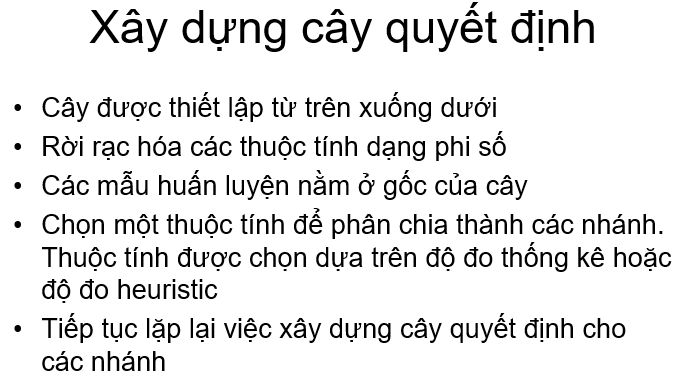 Xây dựng cây quyết định
• Cây được thiết lập từ trên xuống dưới
• Rời rạc hóa các thuộc tính dạng phi số
• Các mẫu huấn luyện nằm ở gốc của cây
• Chọn một thuộc tính để phân chia thành các nhánh.
Thuộc tính được chọn dựa trên độ đo thống kê hoặc
độ đo heuristic
• Tiếp tục lặp lại việc xây dựng cây quyết định cho
các nhánh